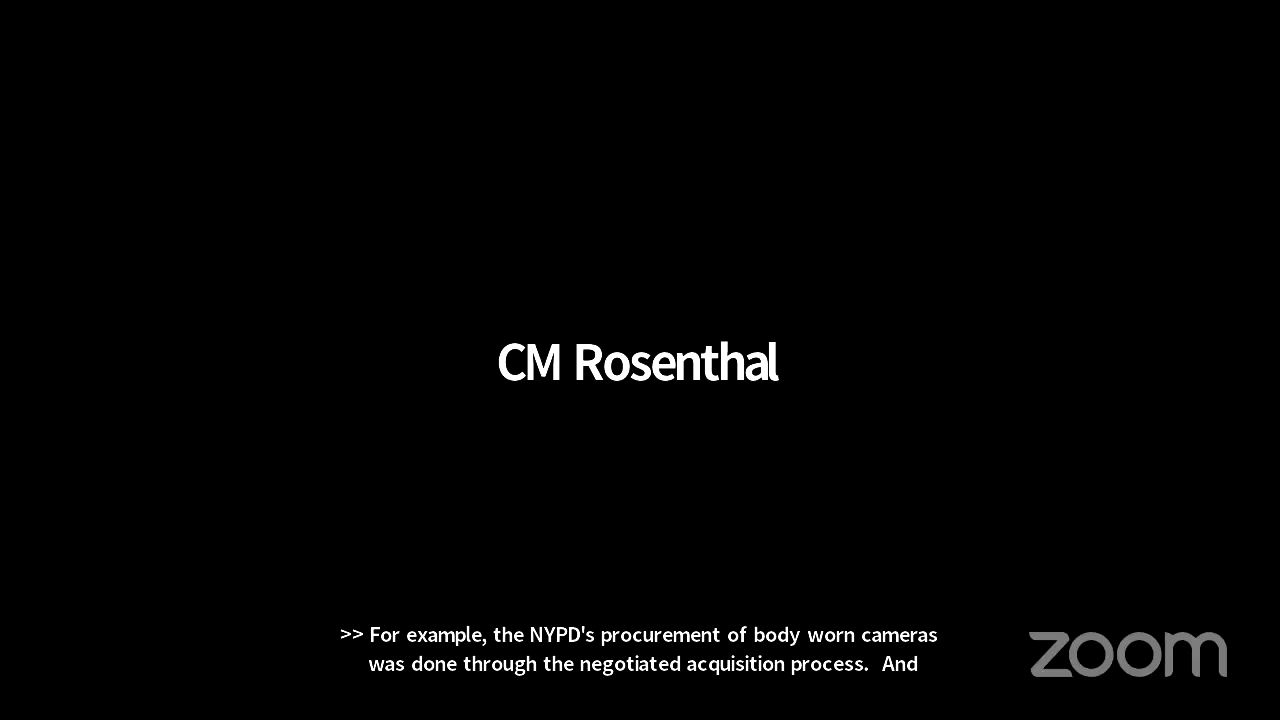 CM Rosenthal
>> For example, the NYPD's procurement of body worn cameras
was done through the negotiated acquisition process.  And
zoom